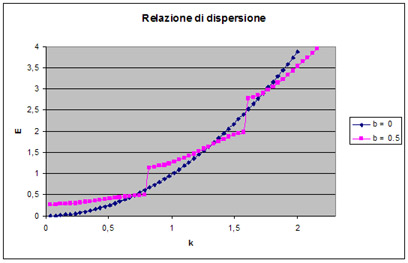 Relazione di dispersione
4
3,5
3
2,5
2
1,5
1
0,5
0
E
0
0,5
1
1,5
2
k
b = 0
b = 0.5